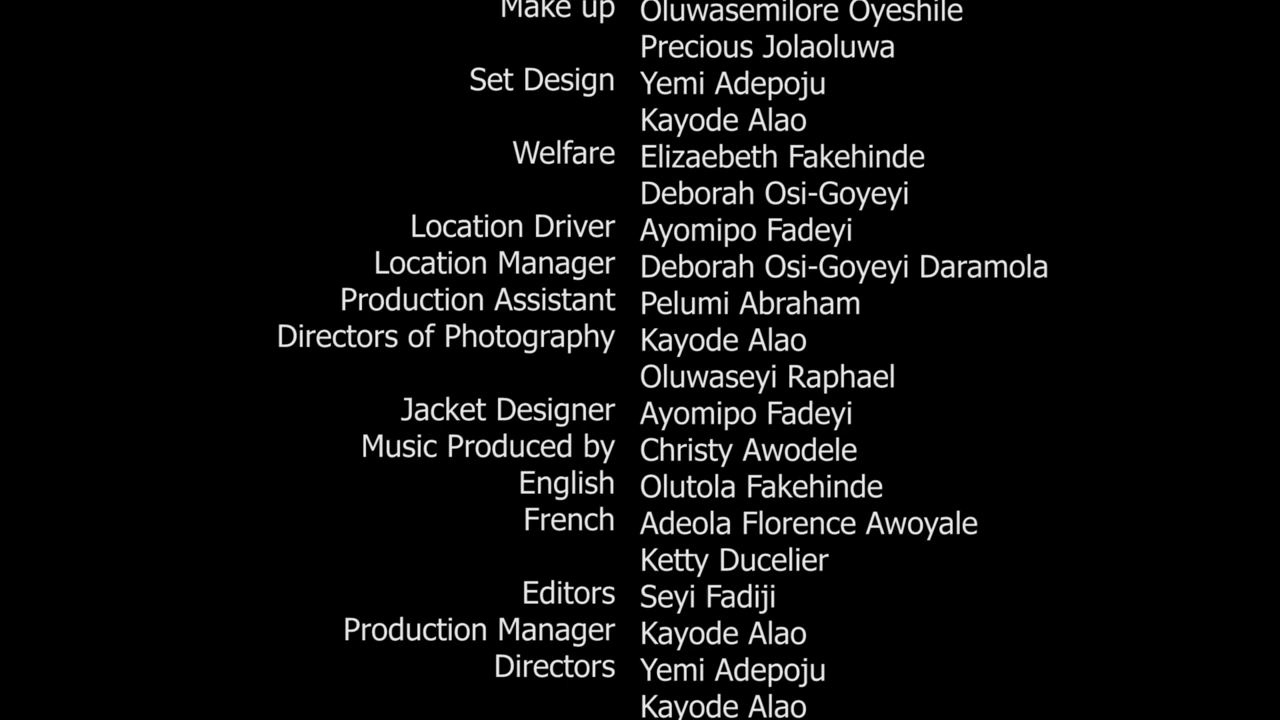 Make up Oluwasemilore Oyeshile
Precious Jolaoluwa
Set Design Yemi Adepoju
Kayode Alao
Welfare Elizaebeth Fakehinde
Deborah Osi-Goyeyi
Location Driver Ayomipo Fadeyi
Location Manager Deborah Osi-Goyeyi Daramola
Production Assistant Pelumi Abraham
Directors of Photography Kayode Alao
Oluwaseyi Raphael
Jacket Designer Ayomipo Fadeyi
Music Produced by Christy Awodele
English Olutola Fakehinde
French Adeola Florence Awoyale
Ketty Ducelier
Editors Seyi Fadiji
Production Manager Kayode Alao
Directors Yemi Adepoju
Kayode Alao